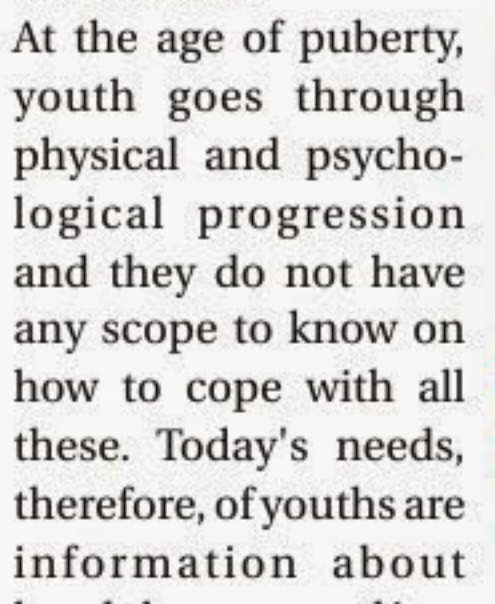 At the age of puberty,
youth goes through
physical and psycho-
logical progression
and they do not have
any scope to know on
how to cope with all
these. Today's needs,
therefore, of youths are
information about